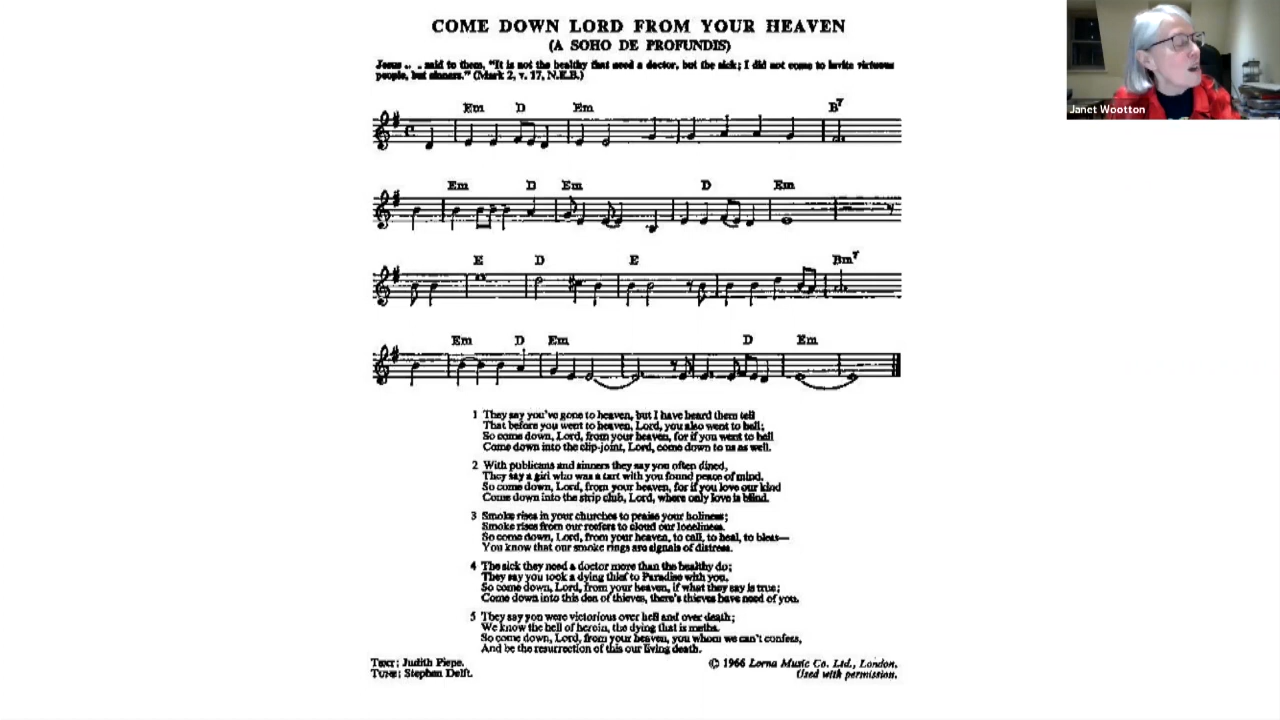 COME DOWN LORD FROM YOUR HEAVEN
(A SOHO DE PROFUNDIS)
Jesus . . . said to them, "It is not the healthy that need a doctor, but the sick; I did not come to invite virtuous
people, but sinners." (Mark 2, v. 17, N.E.B.)
Janet Wootton
Em D Em B7
Em D Em D Em
E D E Bm7
Em D Em D Em
1 They say you've gone to heaven, but I have heard them tell
That before you went to heaven, Lord, you also went to hell;
So come down, Lord, from your heaven, for if you went to hell
Come down into the clip-joint, Lord, come down to us as well.
2 With publicans and sinners they say you often dined,
They say a girl who was a tart with you found peace of mind.
So come down, Lord, from your heaven, for if you love our kind
Come down into the strip club, Lord, where only love is blind.
3 Smoke rises in your churches to praise your holiness;
Smoke rises from our reefers to cloud our loneliness.
So come down, Lord, from your heaven, to call, to heal, to bless—
You know that our smoke rings are signals of distress.
4 The sick they need a doctor more than the healthy do;
They say you took a dying thief to Paradise with you.
So come down, Lord, from your heaven, if what they say is true;
Come down into this den of thieves, there's thieves have need of you.
5 They say you were victorious over hell and over death;
We know the hell of heroin, the dying that is meths.
So come down, Lord, from your heaven, you whom we can't confess,
And be the resurrection of this our living death.
Text; Judith Piepe.
Tune; Stephen Delft.
© 1966 Lorna Music Co. Ltd., London.
Used with permission.